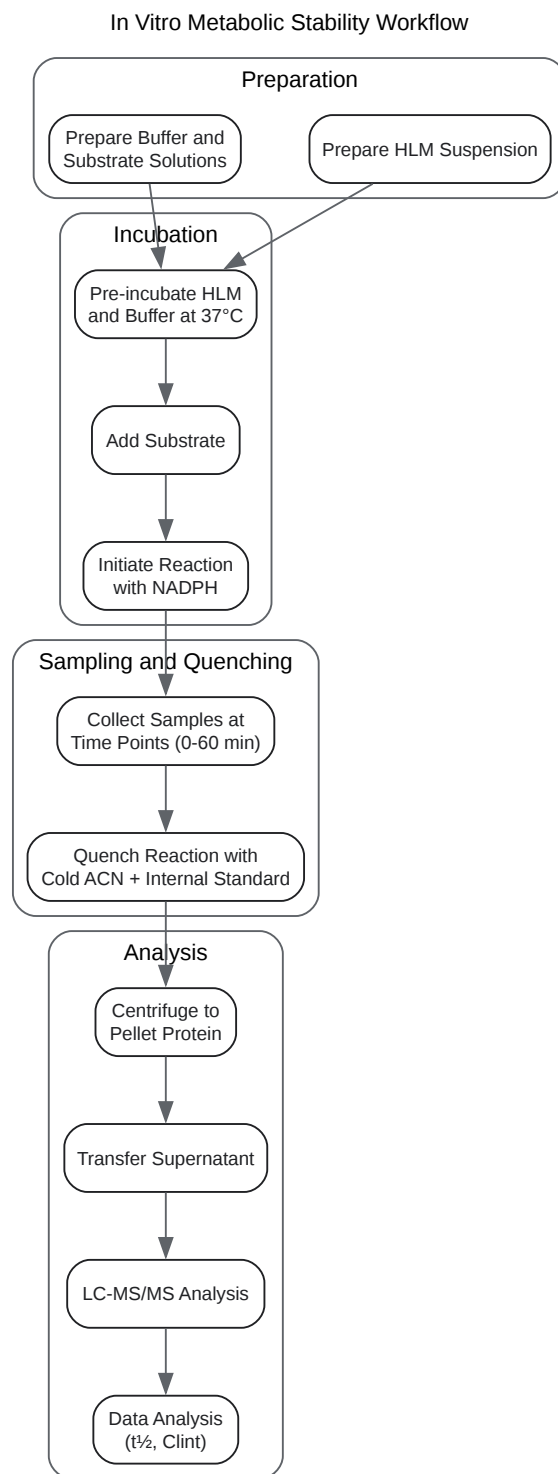 In Vitro Metabolic Stability Workflow
Preparation
Prepare Buffer and
Substrate Solutions
Prepare HLM Suspension
Incubation
Pre-incubate HLM
and Buffer at 37°C
Add Substrate
Initiate Reaction
with NADPH
Sampling and Quenching
Collect Samples at
Time Points (0-60 min)
Quench Reaction with
Cold ACN + Internal Standard
Analysis
Centrifuge to
Pellet Protein
Transfer Supernatant
LC-MS/MS Analysis
Data Analysis
(t½, Clint)